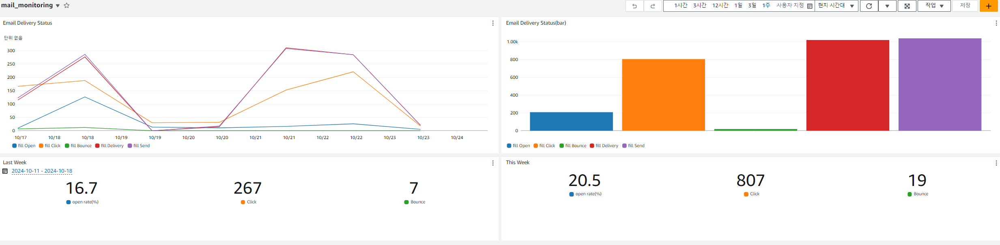 mail_monitoring
1시간 3시간 12시간 1일 3일 1주 사용자 지정 현지 시간대 작업 저장
Email Delivery Status
단위 없음
300
250
200
150
100
50
0
10/17 10/18 10/18 10/19 10/19 10/20 10/20 10/21 10/21 10/22 10/22 10/23 10/23 10/24
fill Open fill Click fill Bounce fill Delivery fill Send
Email Delivery Status(bar)
1.00k
800
600
400
200
0
fill Open fill Click fill Bounce fill Delivery fill Send
Last Week
2024-10-11 - 2024-10-18
16.7 267 7
open rate(%) Click Bounce
This Week
20.5 807 19
open rate(%) Click Bounce